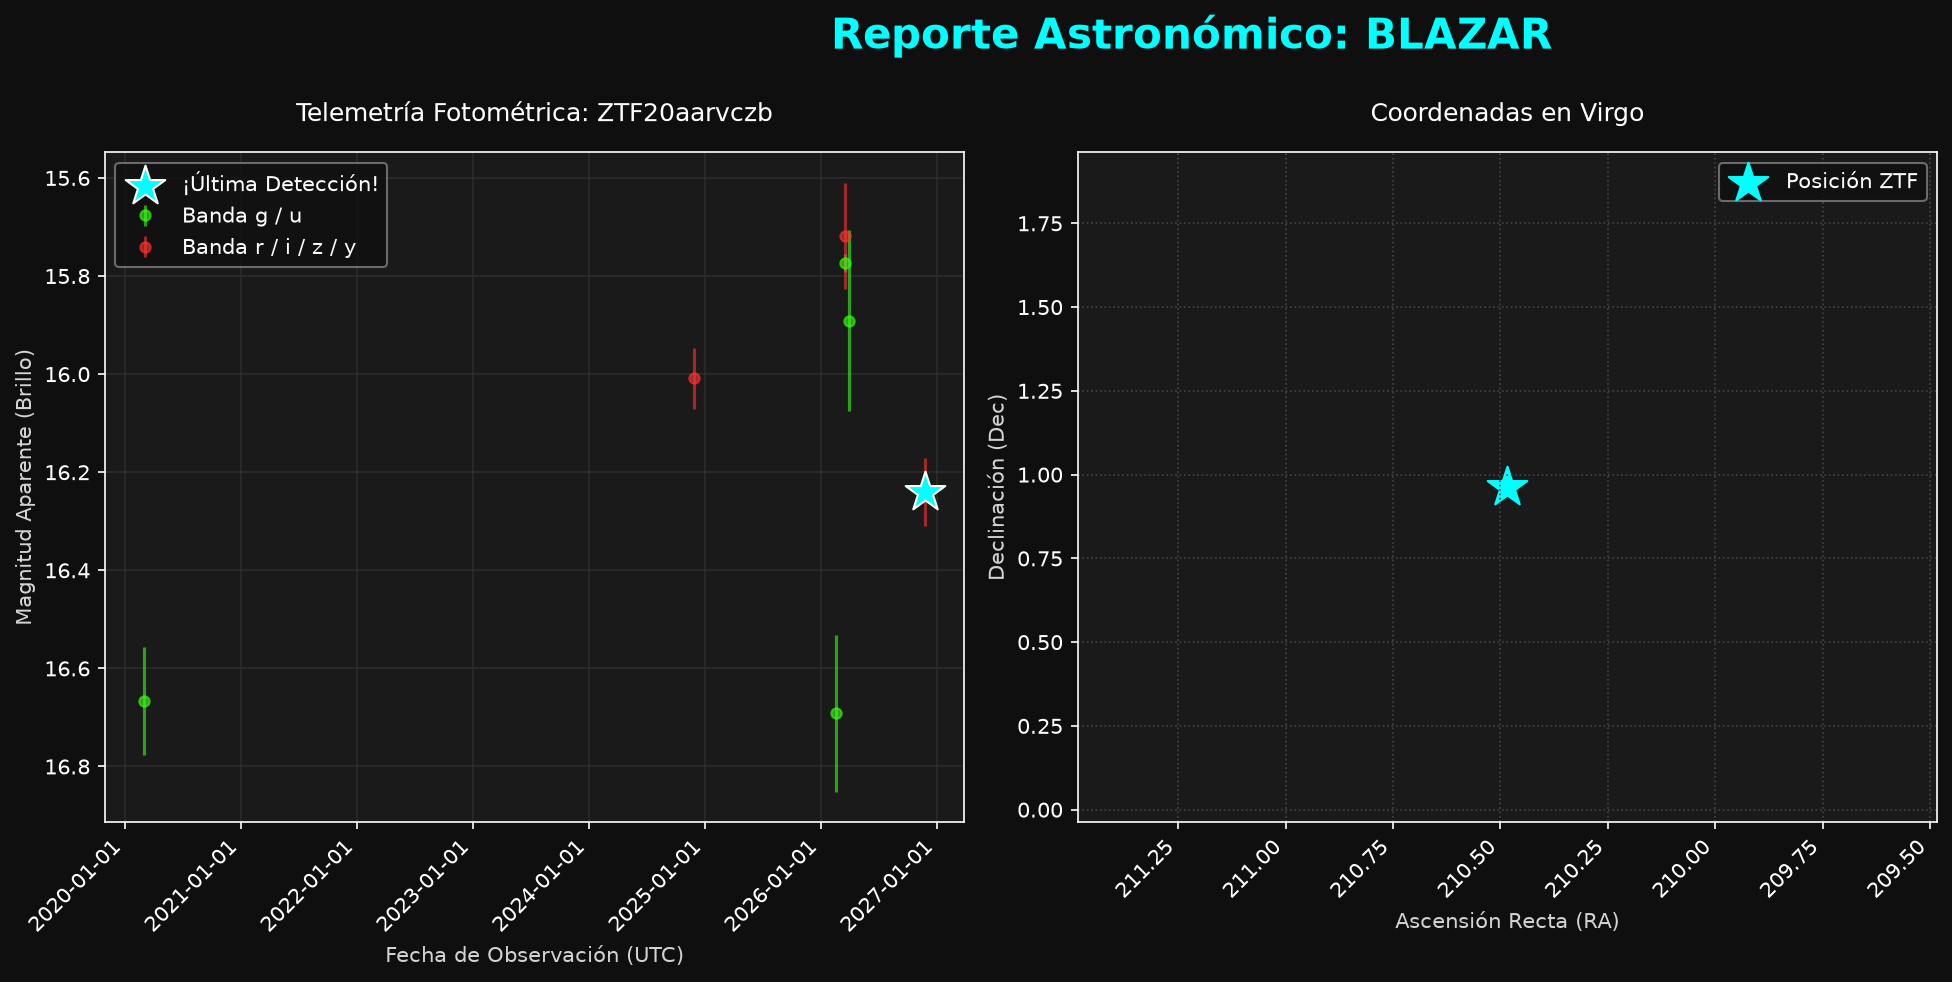 Reporte Astronómico: BLAZAR
Telemetría Fotométrica: ZTF20aarvczb
¡Última Detección!
Banda g / u
Banda r / i / z / y
Magnitud Aparente (Brillo)
15.6
15.8
16.0
16.2
16.4
16.6
16.8
2020-01-01
2021-01-01
2022-01-01
2023-01-01
2024-01-01
2025-01-01
2026-01-01
2027-01-01
Fecha de Observación (UTC)
Coordenadas en Virgo
Posición ZTF
Declinación (Dec)
1.75
1.50
1.25
1.00
0.75
0.50
0.25
0.00
211.25
211.00
210.75
210.50
210.25
210.00
209.75
209.50
Ascensión Recta (RA)